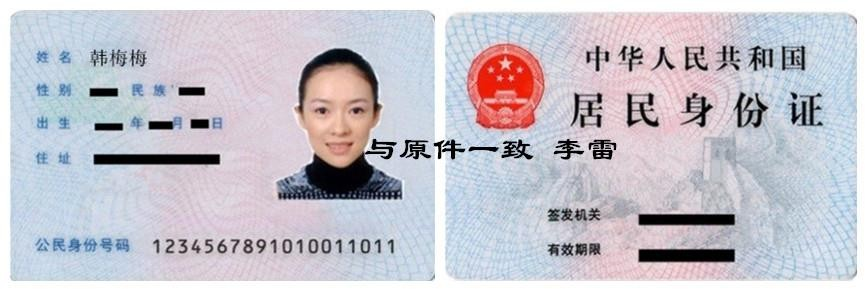 姓名 韩梅梅
性别 民族
出生 年 月 日
住址
公民身份号码 1234567891010011011
中华人民共和国
居民身份证
与原件一致 李雷
签发机关
有效期限